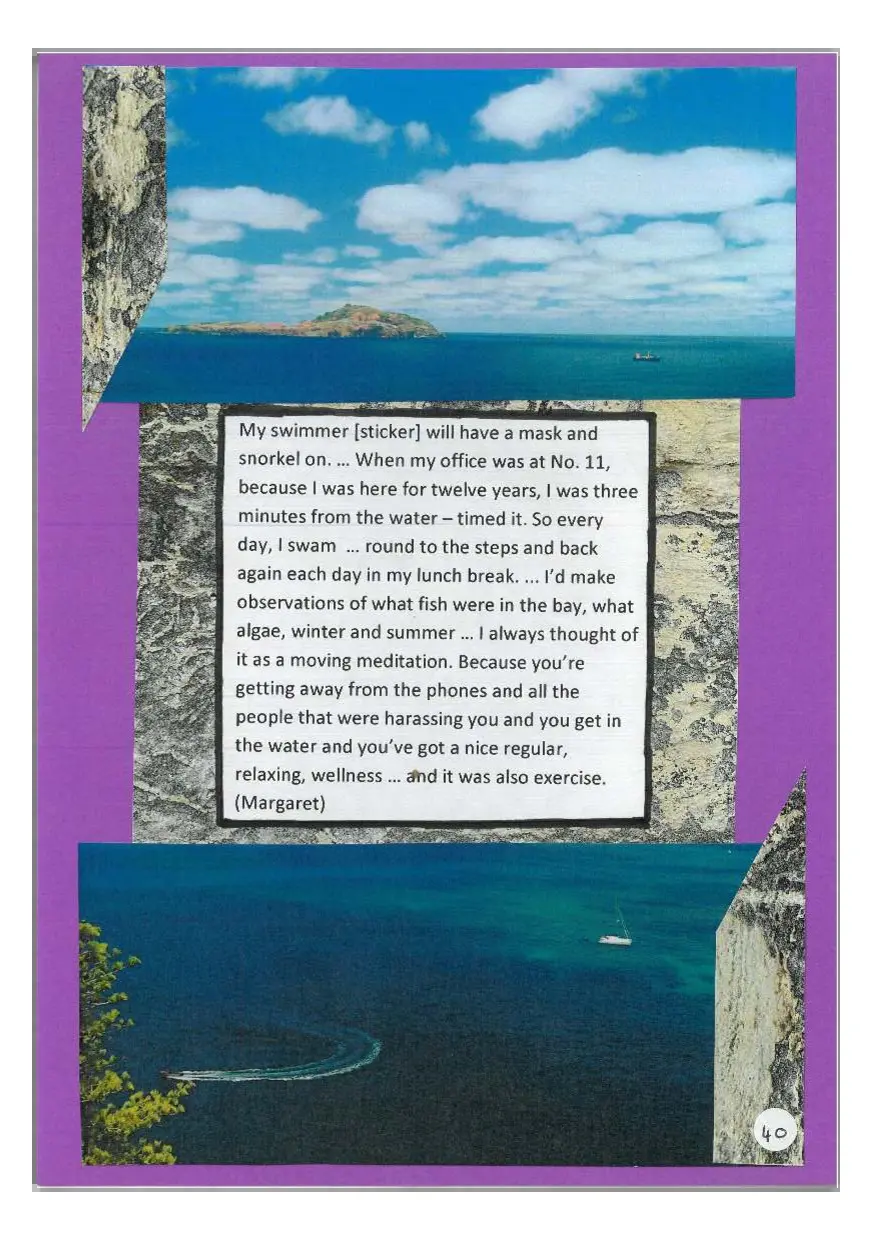 My swimmer [sticker] will have a mask and
snorkel on. ... When my office was at No. 11,
because I was here for twelve years, I was three
minutes from the water – timed it. So every
day, I swam  ... round to the steps and back
again each day in my lunch break. ... I'd make
observations of what fish were in the bay, what
algae, winter and summer ... I always thought of
it as a moving meditation. Because you're
getting away from the phones and all the
people that were harassing you and you get in
the water and you've got a nice regular,
relaxing, wellness ... and it was also exercise.
(Margaret)
40